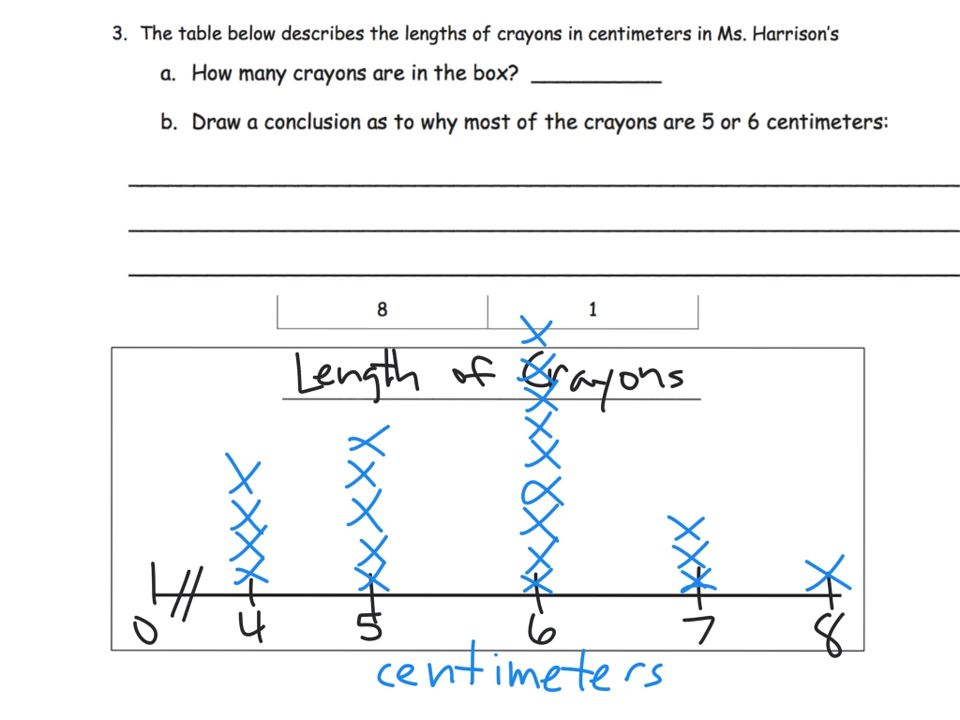 3. The table below describes the lengths of crayons in centimeters in Ms. Harrison's
a. How many crayons are in the box? ____________
b. Draw a conclusion as to why most of the crayons are 5 or 6 centimeters:
8 1
Length of Crayons
X
X
X
X
X X
X X X
X X X
X X X X
X X X X
X X X X X
0 4 5 6 7 8
centimeters